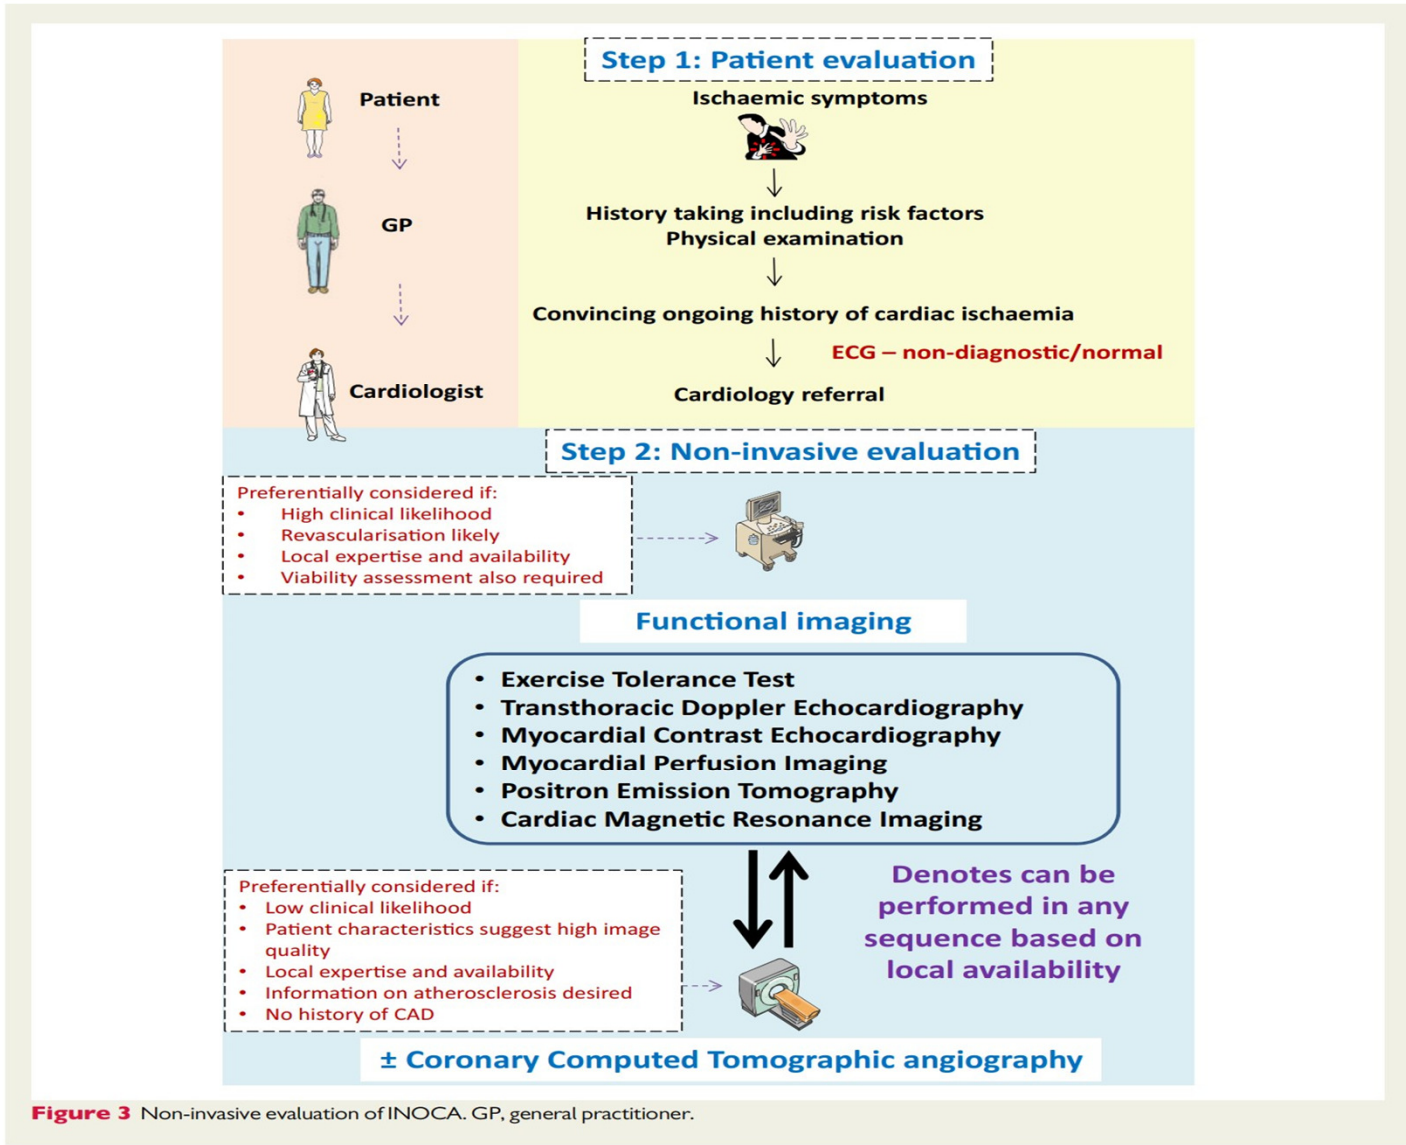 Step 1: Patient evaluation
Patient
GP
Cardiologist
Ischaemic symptoms
History taking including risk factors
Physical examination
Convincing ongoing history of cardiac ischaemia
ECG – non-diagnostic/normal
Cardiology referral
Step 2: Non-invasive evaluation
Preferentially considered if:
• High clinical likelihood
• Revascularisation likely
• Local expertise and availability
• Viability assessment also required
Functional imaging
• Exercise Tolerance Test
• Transthoracic Doppler Echocardiography
• Myocardial Contrast Echocardiography
• Myocardial Perfusion Imaging
• Positron Emission Tomography
• Cardiac Magnetic Resonance Imaging
Denotes can be
performed in any
sequence based on
local availability
Preferentially considered if:
• Low clinical likelihood
• Patient characteristics suggest high image
quality
• Local expertise and availability
• Information on atherosclerosis desired
• No history of CAD
± Coronary Computed Tomographic angiography
Figure 3 Non-invasive evaluation of INOCA. GP, general practitioner.